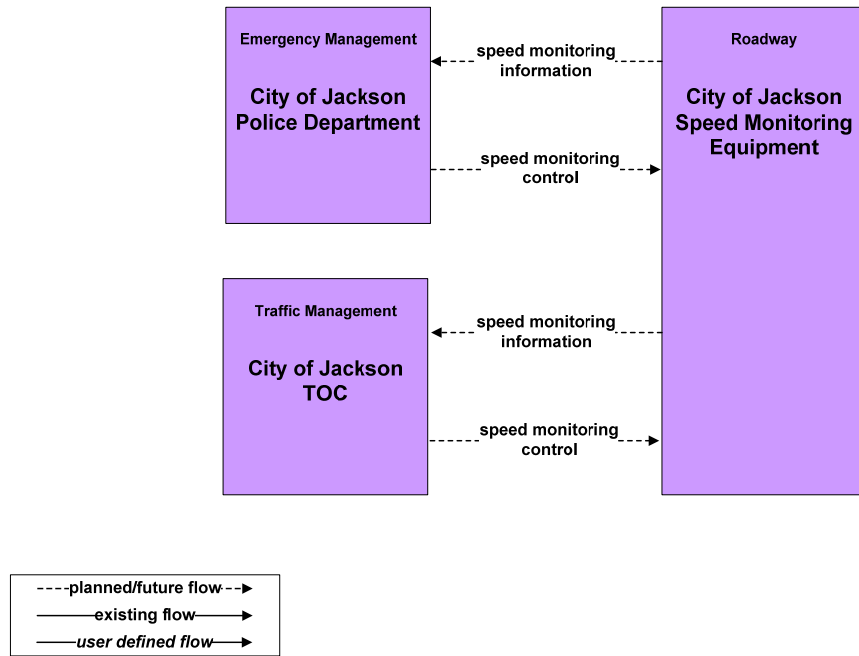 Emergency Management
City of Jackson
Police Department
speed monitoring
information
speed monitoring
control
Roadway
City of Jackson
Speed Monitoring
Equipment
Traffic Management
City of Jackson
TOC
speed monitoring
information
speed monitoring
control
planned/future flow
existing flow
user defined flow